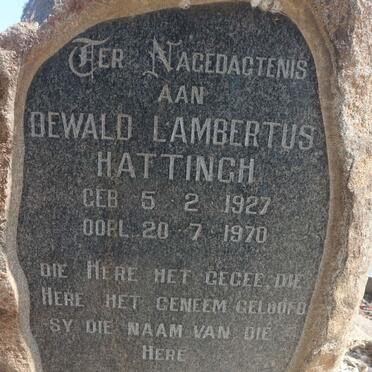 Ter Nagedagtenis
aan
Dewald Lambertus
Hattingh
Geb 5 2 1927
Oorl. 20 7 1970
Die Here het gegee, die
Here het geneem geloofd
sy die naam van die
Here